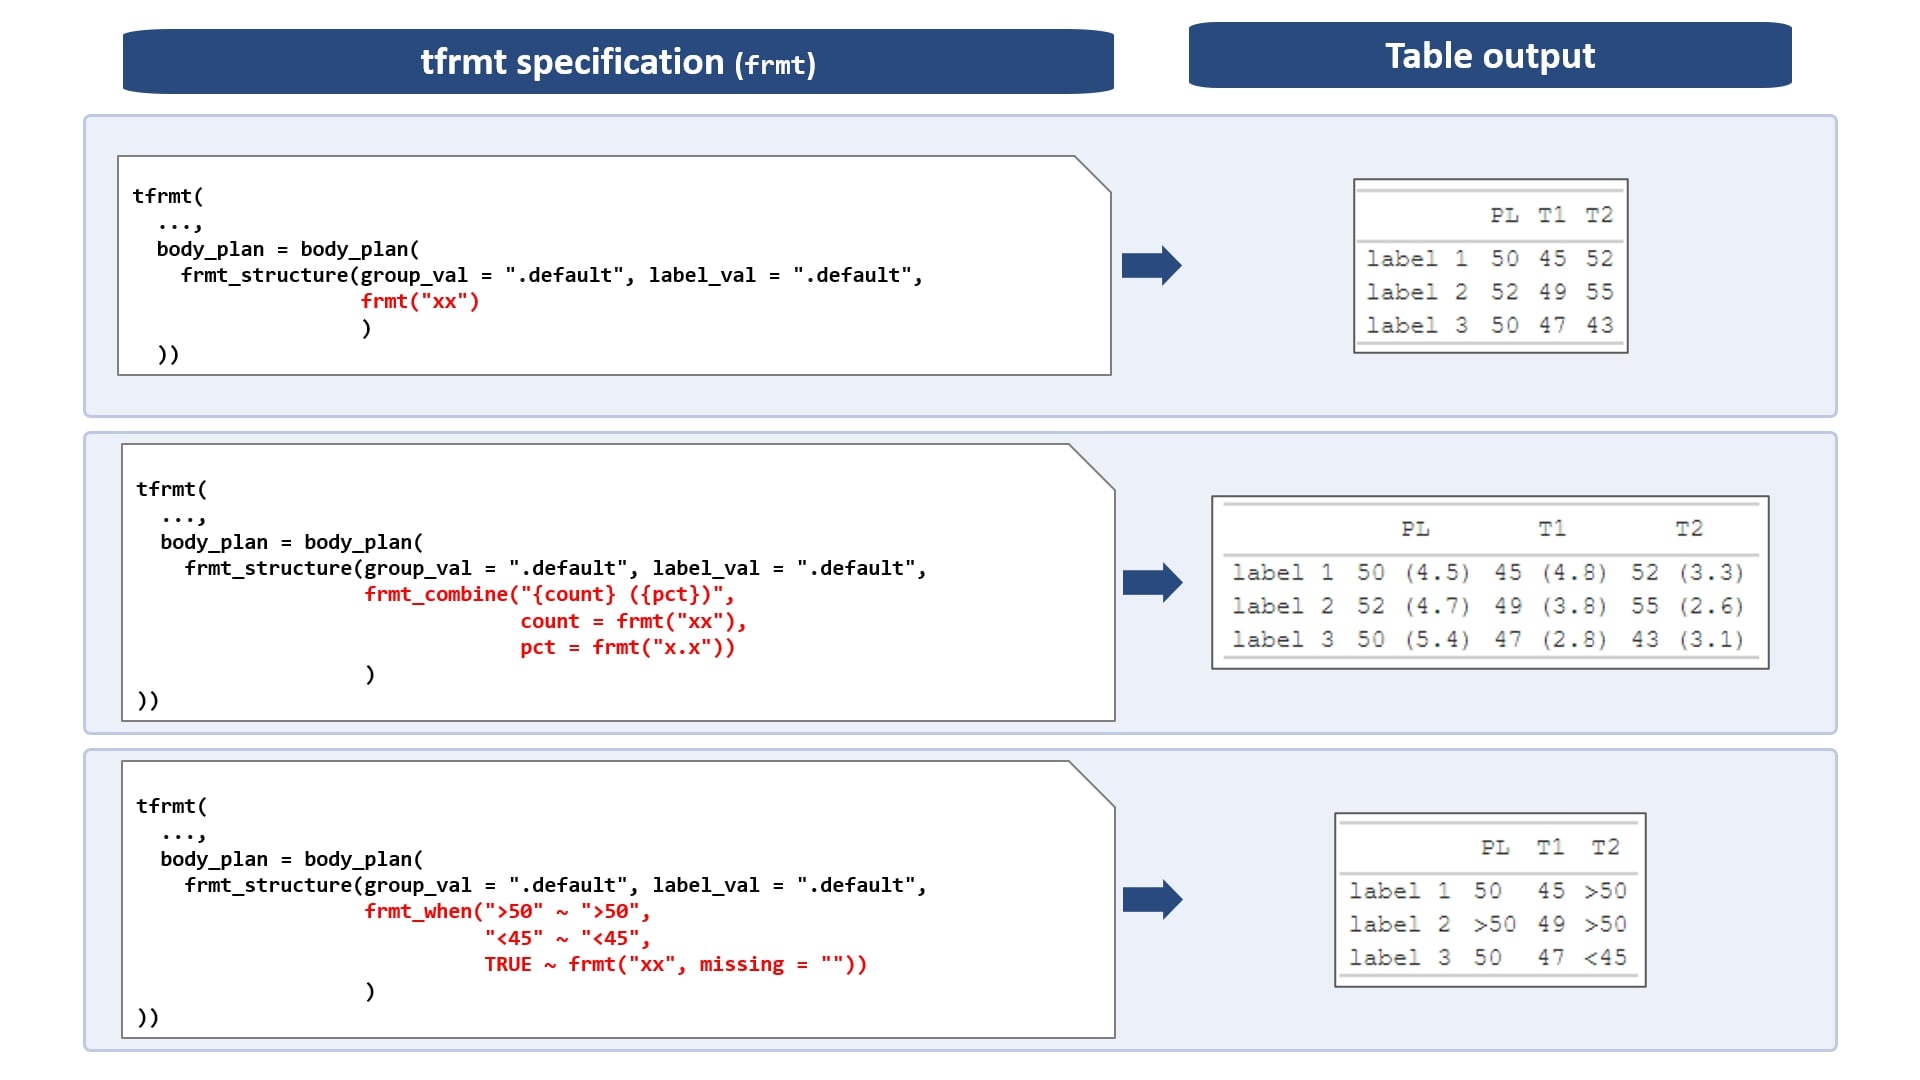 tfrmt specification (frmt)
Table output
tfrmt(
...,
body_plan = body_plan(
frmt_structure(group_val = ".default", label_val = ".default",
frmt("xx")
)
))
PL T1 T2
label 1 50 45 52
label 2 52 49 55
label 3 50 47 43
tfrmt(
...,
body_plan = body_plan(
frmt_structure(group_val = ".default", label_val = ".default",
frmt_combine("{count} ({pct})",
count = frmt("xx"),
pct = frmt("x.x"))
)
))
PL T1 T2
label 1 50 (4.5) 45 (4.8) 52 (3.3)
label 2 52 (4.7) 49 (3.8) 55 (2.6)
label 3 50 (5.4) 47 (2.8) 43 (3.1)
tfrmt(
...,
body_plan = body_plan(
frmt_structure(group_val = ".default", label_val = ".default",
frmt_when(">50" ~ ">50",
"<45" ~ "<45",
TRUE ~ frmt("xx", missing = ""))
)
))
PL T1 T2
label 1 50 45 >50
label 2 >50 49 >50
label 3 50 47 <45